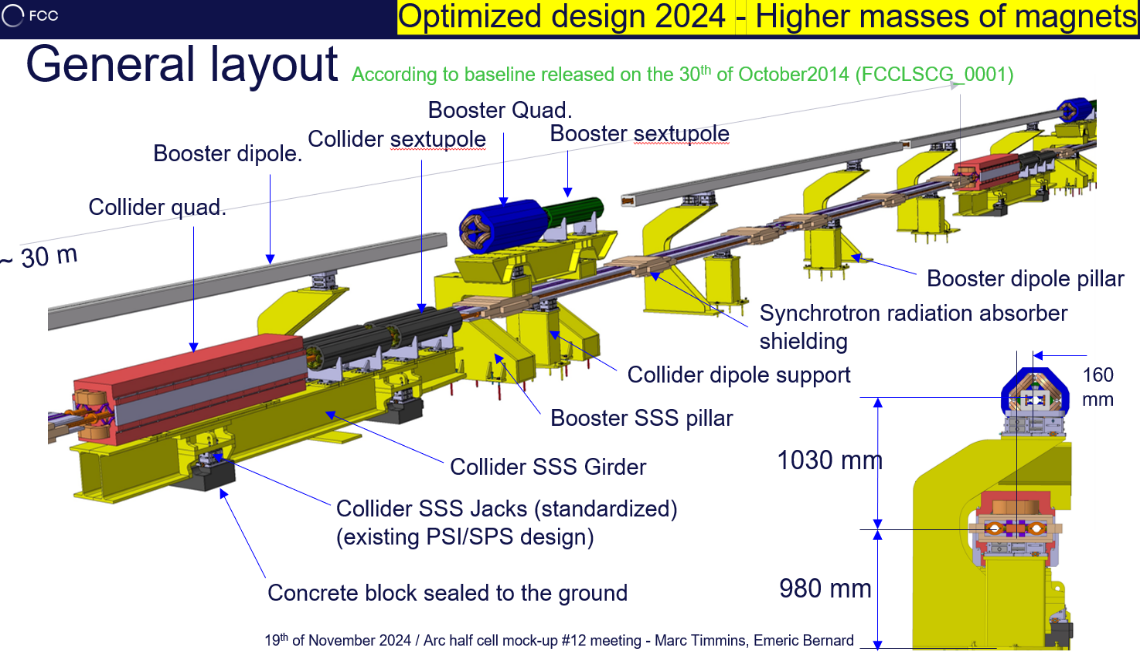 FCC
Optimized design 2024 - Higher masses of magnets
General layout According to baseline released on the 30th of October2014 (FCCLSCG_0001)
Booster Quad.
Collider sextupole
Booster sextupole
Booster dipole.
Collider quad.
~ 30 m
Booster dipole pillar
Synchrotron radiation absorber
shielding
Collider dipole support
Booster SSS pillar
Collider SSS Girder
Collider SSS Jacks (standardized)
(existing PSI/SPS design)
Concrete block sealed to the ground
160
mm
1030 mm
980 mm
19th of November 2024 / Arc half cell mock-up #12 meeting - Marc Timmins, Emeric Bernard